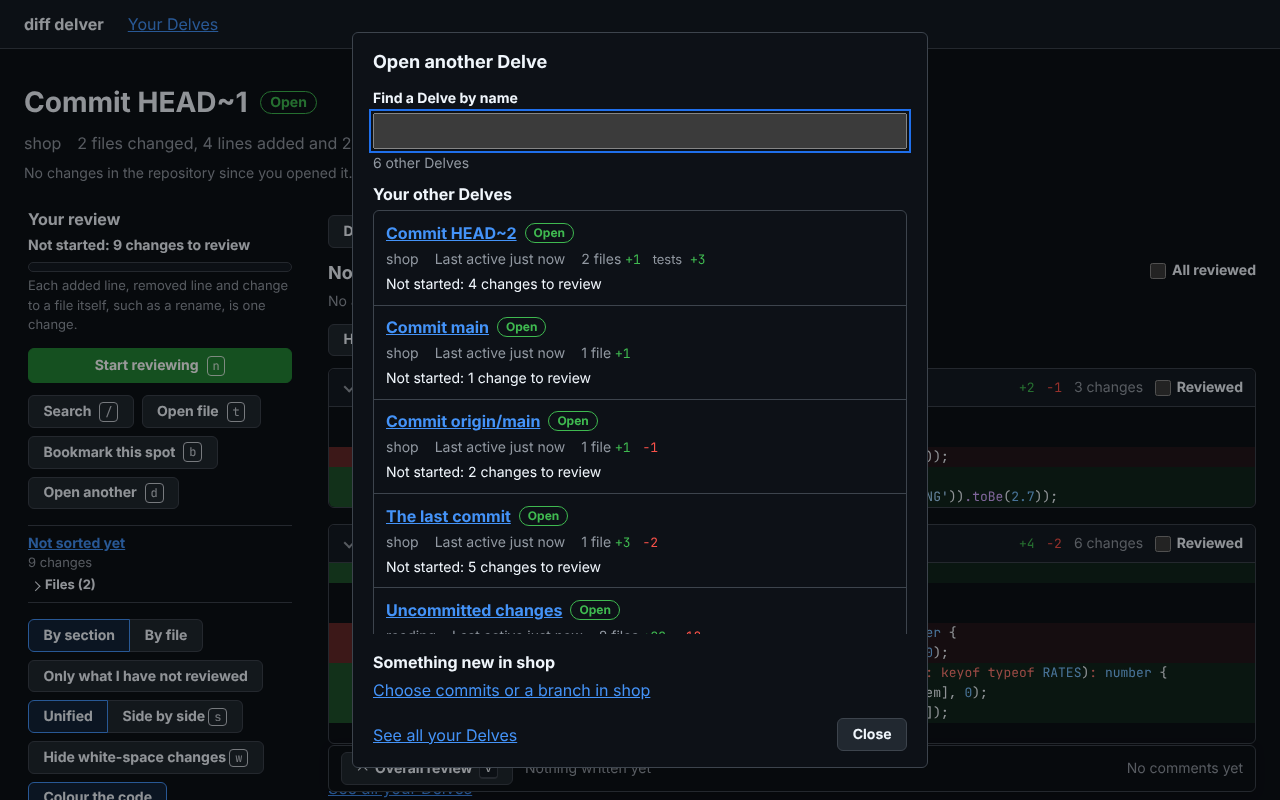 diff delver Your Delves
Commit HEAD~1 Open
shop 2 files changed, 4 lines added and 2
No changes in the repository since you opened it.
Your review
Not started: 9 changes to review
Each added line, removed line and change
to a file itself, such as a rename, is one
change.
Start reviewing n
Search / Open file t
Bookmark this spot b
Open another d
Not sorted yet
9 changes
Files (2)
By section By file
Only what I have not reviewed
Unified Side by side s
Hide white-space changes w
Colour the code
Open another Delve
Find a Delve by name
6 other Delves
Your other Delves
Commit HEAD~2 Open
shop Last active just now 2 files +1 tests +3
Not started: 4 changes to review
Commit main Open
shop Last active just now 1 file +1
Not started: 1 change to review
Commit origin/main Open
shop Last active just now 1 file +1 -1
Not started: 2 changes to review
The last commit Open
shop Last active just now 1 file +3 -2
Not started: 5 changes to review
Uncommitted changes Open
Something new in shop
Choose commits or a branch in shop
See all your Delves Close
All reviewed
+2 -1 3 changes Reviewed
));
NG')).toBe(2.7));
+4 -2 6 changes Reviewed
er {
0);
: keyof typeof RATES): number {
em], 0);
]);
Overall review v Nothing written yet No comments yet
See all your Delves